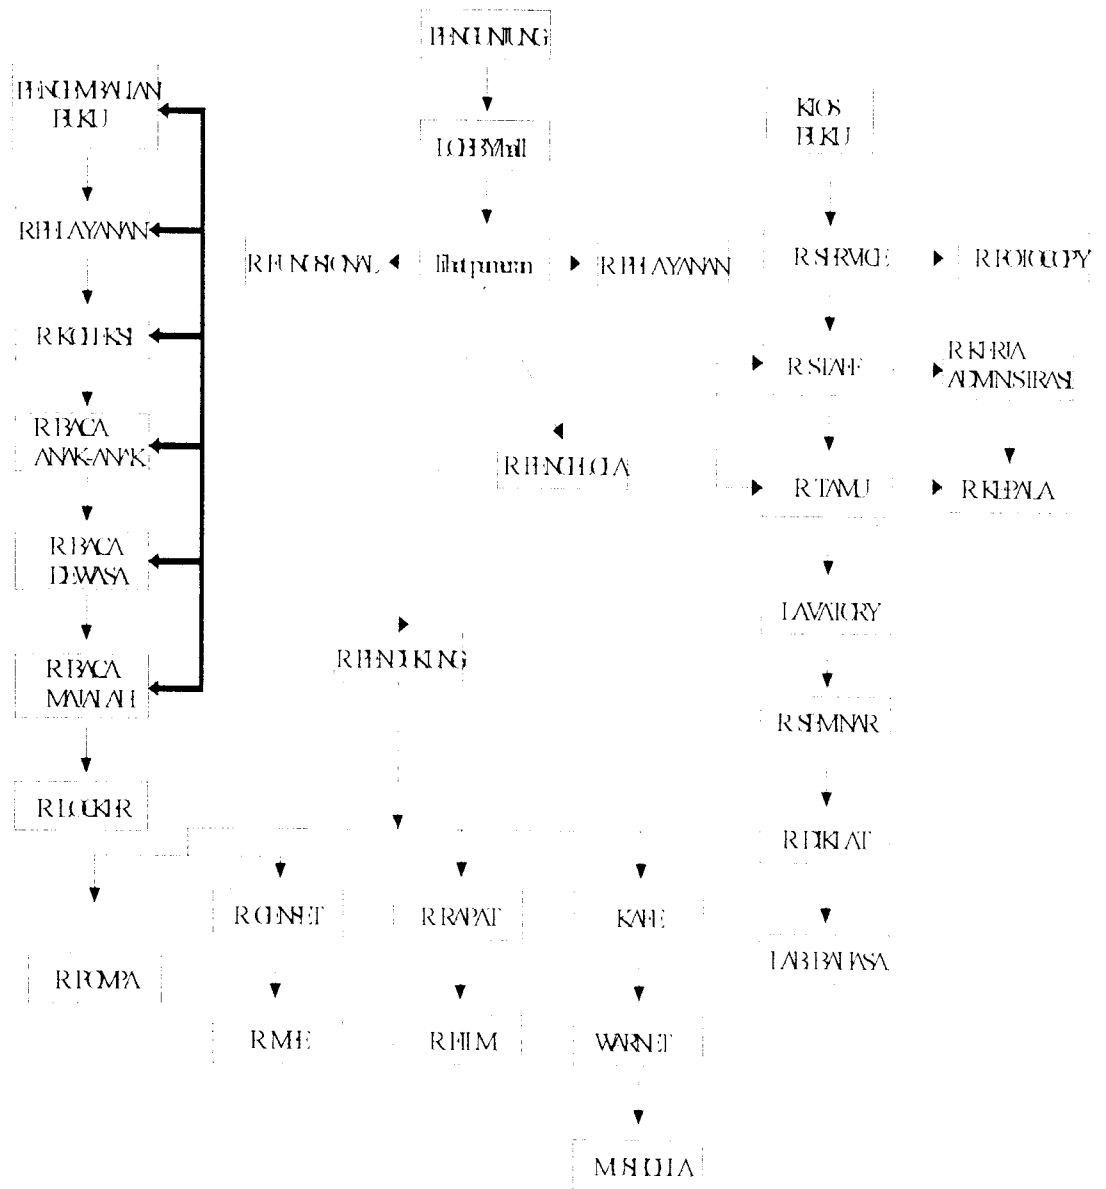 PENGUNJUNG
PENGEMBALIAN
BUKU
KIOS
BUKU
LOBBY/hall
R.PELAYANAN
R.FUNGSIONAL
R.PELAYANAN
R.SERVICE
R.FOTOCOPY
R.KOLEKSI
R.STAFF
R.KERJA
ADMINISTRASI
R.BACA
ANAK-ANAK
R.PENGELOLA
R.TAMU
R.KEPALA
R.BACA
DEWASA
LAVATORY
R.BACA
MAJALAH
R.PENDUKUNG
R.SEMINAR
R.LOCKER
R.DIKLAT
R.GENSET
R.RAPAT
KAFE
LAB.BAHASA
R.POMPA
R.ME
R.FILM
WARNET
MUSHOLLA